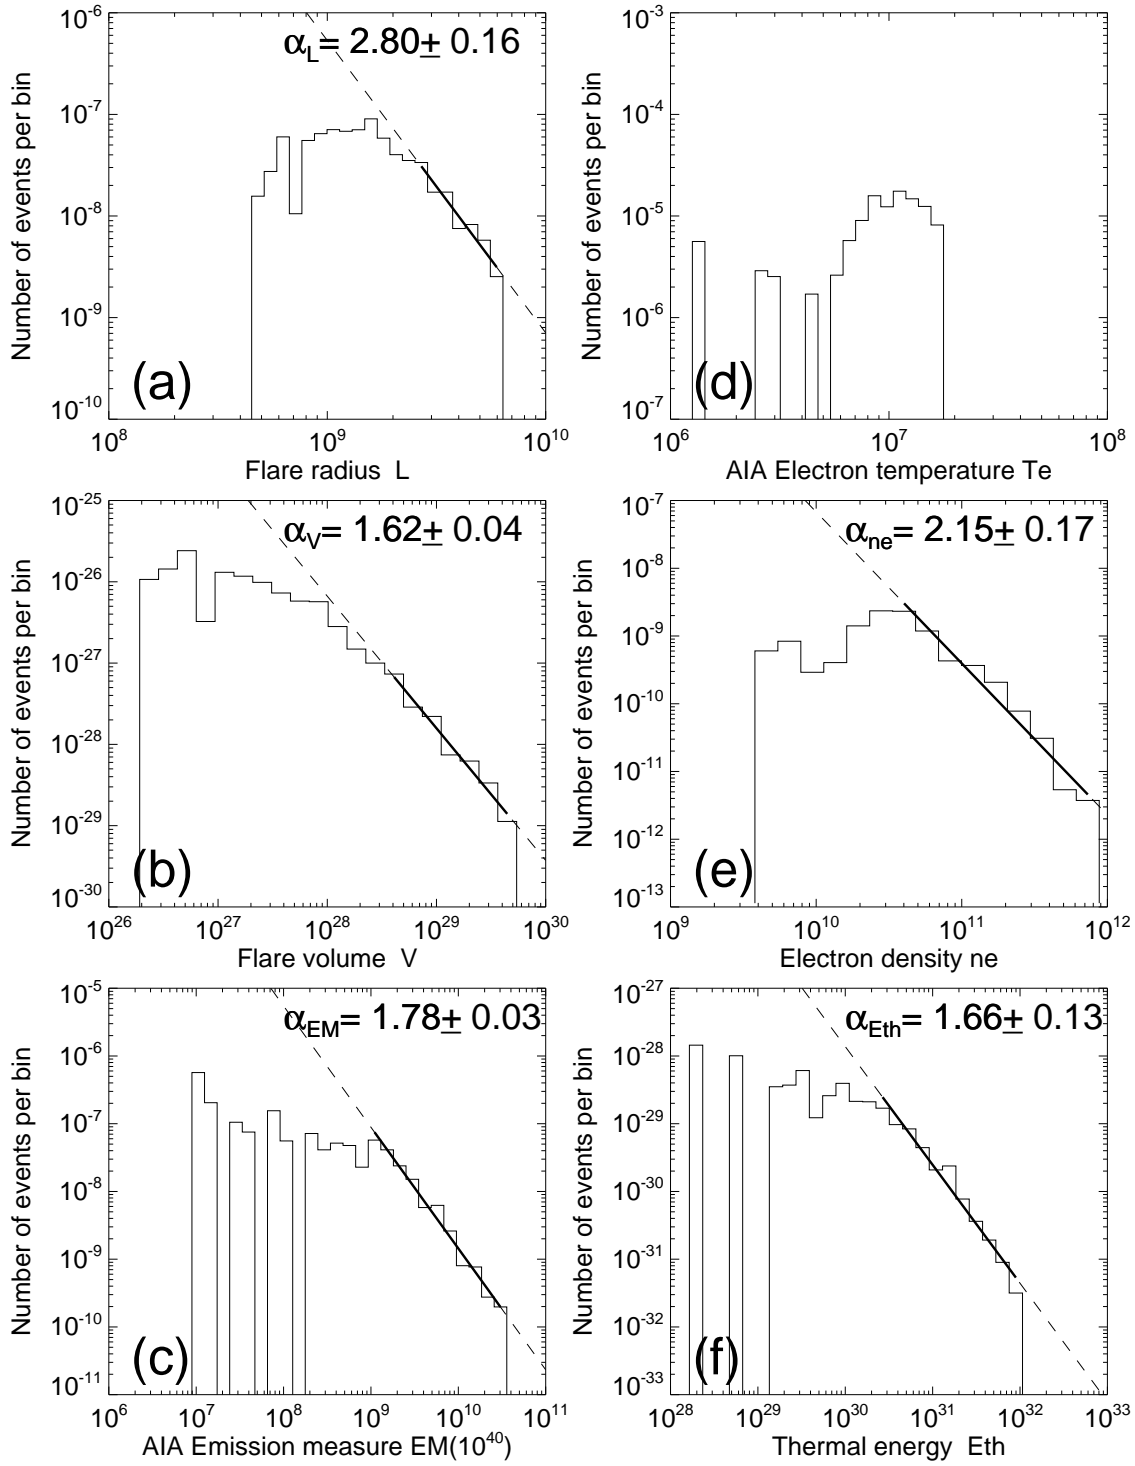 α_L= 2.80± 0.16
Number of events per bin
10^-6
10^-7
10^-8
10^-9
10^-10
(a)
10^8 10^9 10^10
Flare radius L
Number of events per bin
10^-3
10^-4
10^-5
10^-6
10^-7
(d)
10^6 10^7 10^8
AIA Electron temperature Te
α_V= 1.62± 0.04
Number of events per bin
10^-25
10^-26
10^-27
10^-28
10^-29
10^-30
(b)
10^26 10^27 10^28 10^29 10^30
Flare volume V
α_ne= 2.15± 0.17
Number of events per bin
10^-7
10^-8
10^-9
10^-10
10^-11
10^-12
10^-13
(e)
10^9 10^10 10^11 10^12
Electron density ne
α_EM= 1.78± 0.03
Number of events per bin
10^-5
10^-6
10^-7
10^-8
10^-9
10^-10
10^-11
(c)
10^6 10^7 10^8 10^9 10^10 10^11
AIA Emission measure EM(10^40)
α_Eth= 1.66± 0.13
Number of events per bin
10^-27
10^-28
10^-29
10^-30
10^-31
10^-32
10^-33
(f)
10^28 10^29 10^30 10^31 10^32 10^33
Thermal energy Eth